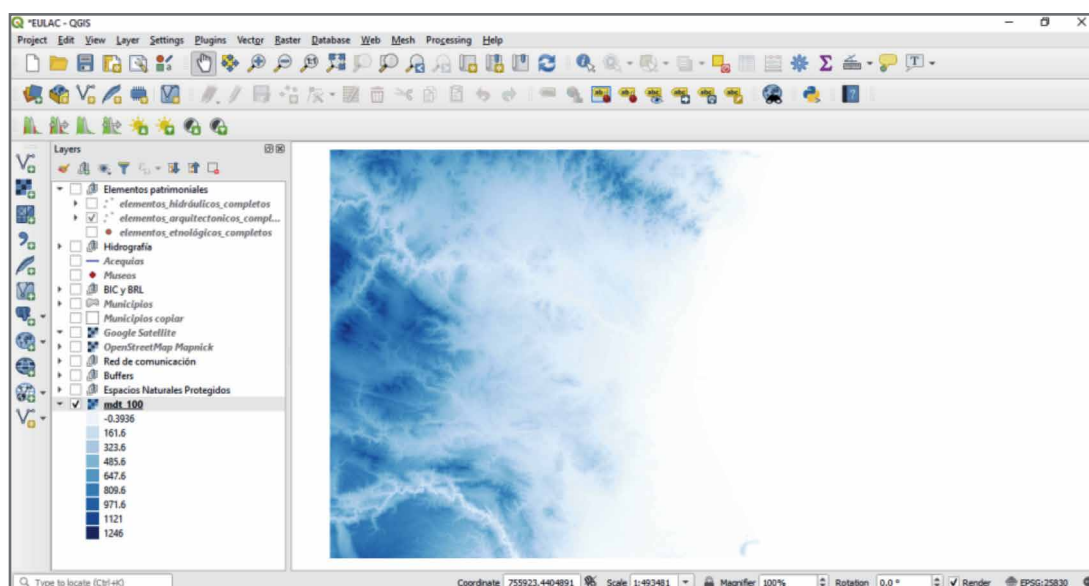 *EULAC - QGIS
Project Edit View Layer Settings Plugins Vector Raster Database Web Mesh Processing Help
Layers
Elementos patrimoniales
elementos_hidráulicos_completos
elementos_arquitectonicos_compl...
elementos_etnológicos_completos
Hidrografía
Acequias
Museos
BIC y BRL
Municipios
Municipios copiar
Google Satellite
OpenStreetMap Mapnick
Red de comunicación
Buffers
Espacios Naturales Protegidos
mdt_100
-0.3936
161.6
323.6
485.6
647.6
809.6
971.6
1121
1246
Type to locate (Ctrl+K) Coordinate 755923,4404891 Scale 1:493481 Magnifier 100% Rotation 0.0 ° Render EPSG:25830